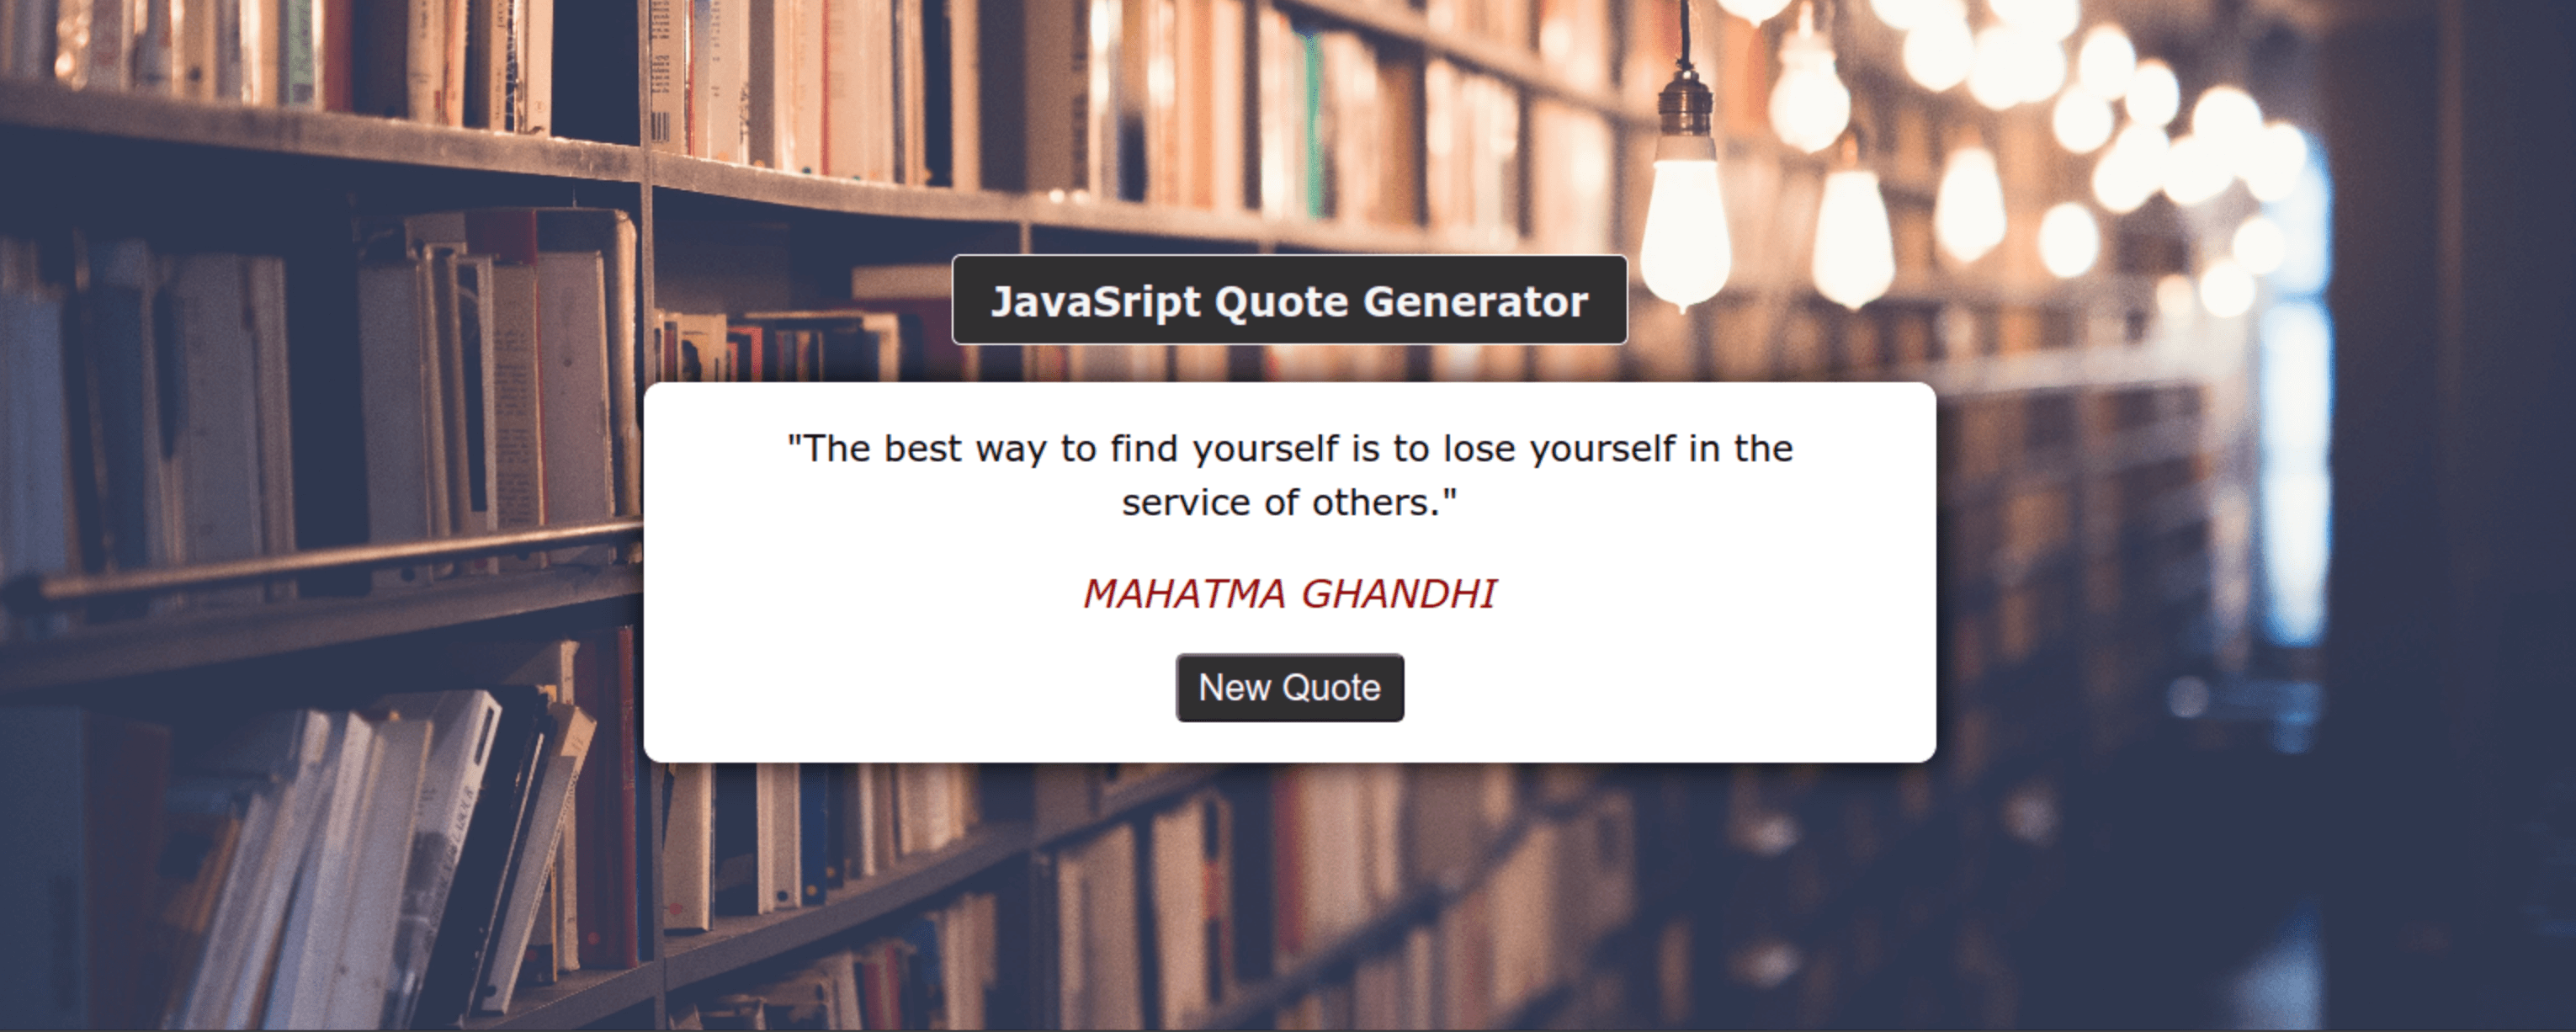 JavaSript Quote Generator
"The best way to find yourself is to lose yourself in the
service of others."
MAHATMA GHANDHI
New Quote